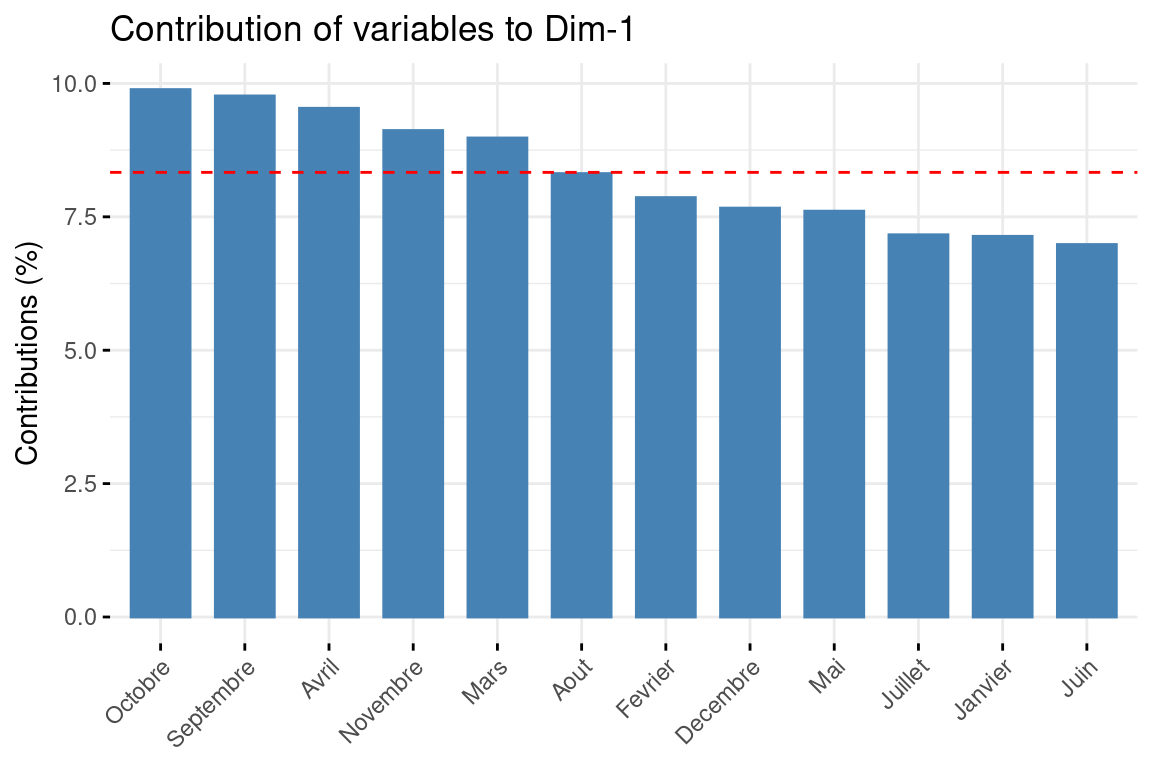 Contribution of variables to Dim-1
Contributions (%)
10.0
7.5
5.0
2.5
0.0
Octobre
Septembre
Avril
Novembre
Mars
Aout
Fevrier
Decembre
Mai
Juillet
Janvier
Juin